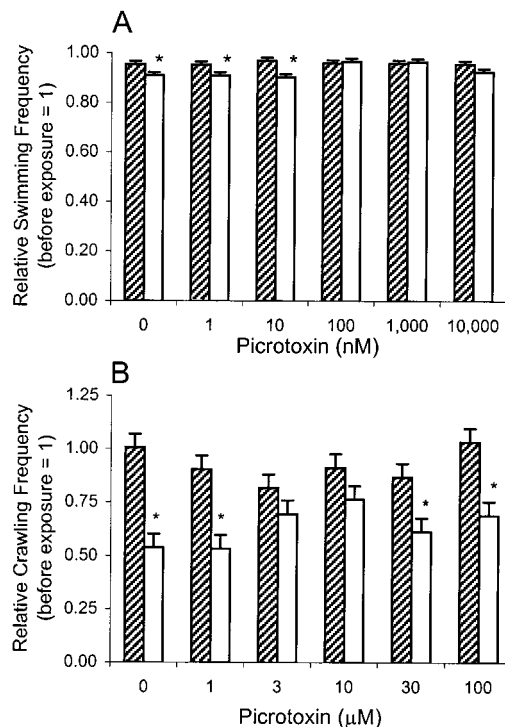 A
Relative Swimming Frequency
(before exposure = 1)
1.00
0.80
0.60
0.40
0.20
0.00
* * *
0 1 10 100 1,000 10,000
Picrotoxin (nM)
B
Relative Crawling Frequency
(before exposure = 1)
1.25
1.00
0.75
0.50
0.25
0.00
* * * *
0 1 3 10 30 100
Picrotoxin (μM)